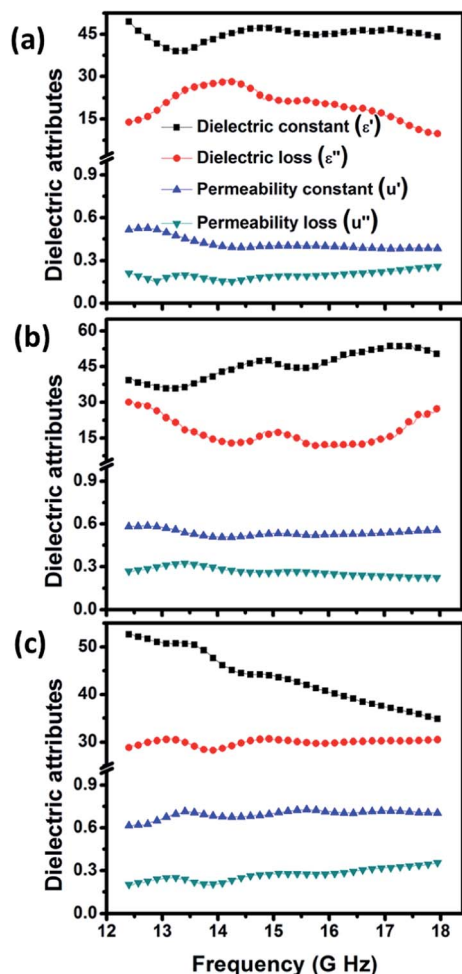 (a)
Dielectric attributes
45
30
15
0.9
0.6
0.3
0.0
Dielectric constant (ε')
Dielectric loss (ε'')
Permeability constant (u')
Permeability loss (u'')
(b)
Dielectric attributes
60
45
30
15
0.9
0.6
0.3
0.0
(c)
Dielectric attributes
50
40
30
0.9
0.6
0.3
0.0
12 13 14 15 16 17 18
Frequency (G Hz)